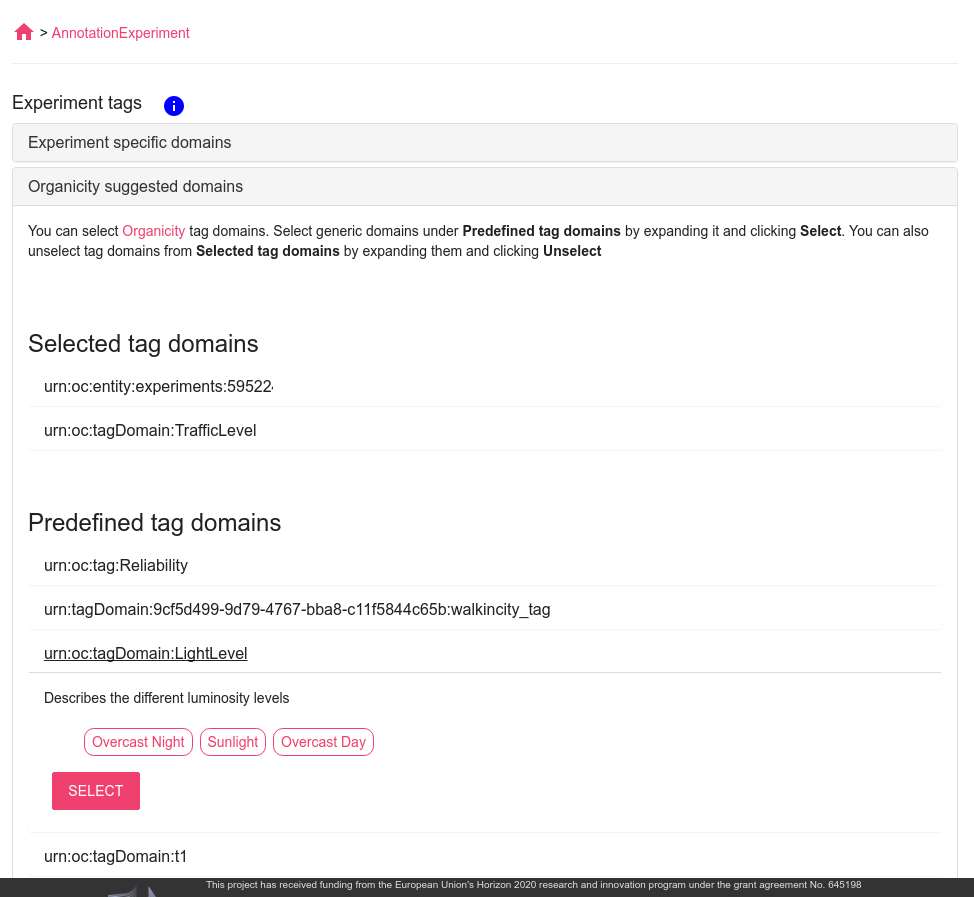 > AnnotationExperiment
Experiment tags
Experiment specific domains
Organicity suggested domains
You can select Organicity tag domains. Select generic domains under Predefined tag domains by expanding it and clicking Select. You can also
unselect tag domains from Selected tag domains by expanding them and clicking Unselect
Selected tag domains
urn:oc:entity:experiments:59522
urn:oc:tagDomain:TrafficLevel
Predefined tag domains
urn:oc:tag:Reliability
urn:tagDomain:9cf5d499-9d79-4767-bba8-c11f5844c65b:walkincity_tag
urn:oc:tagDomain:LightLevel
Describes the different luminosity levels
Overcast Night Sunlight Overcast Day
SELECT
urn:oc:tagDomain:t1
This project has received funding from the European Union's Horizon 2020 research and innovation program under the grant agreement No. 645198